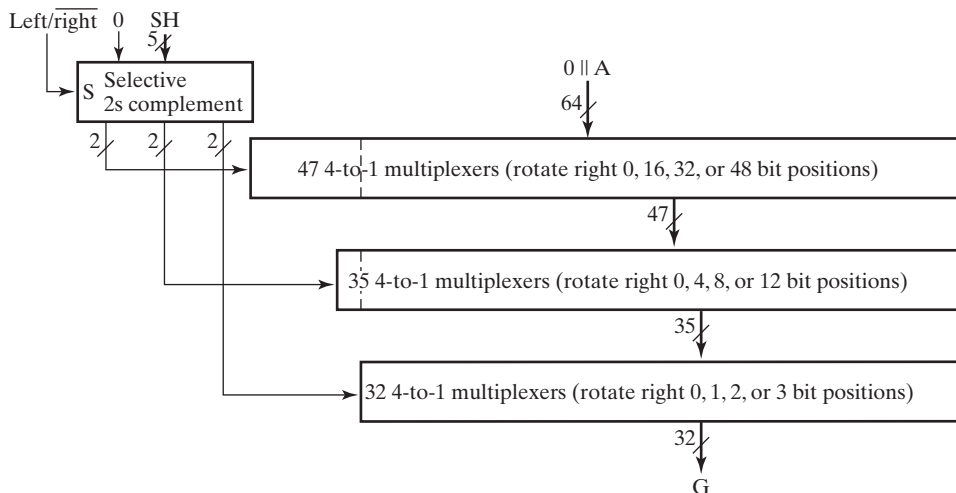 Left/right 0 SH
5
S Selective
2s complement
0 || A
64
2 2 2
47 4-to-1 multiplexers (rotate right 0, 16, 32, or 48 bit positions)
47
35 4-to-1 multiplexers (rotate right 0, 4, 8, or 12 bit positions)
35
32 4-to-1 multiplexers (rotate right 0, 1, 2, or 3 bit positions)
32
G